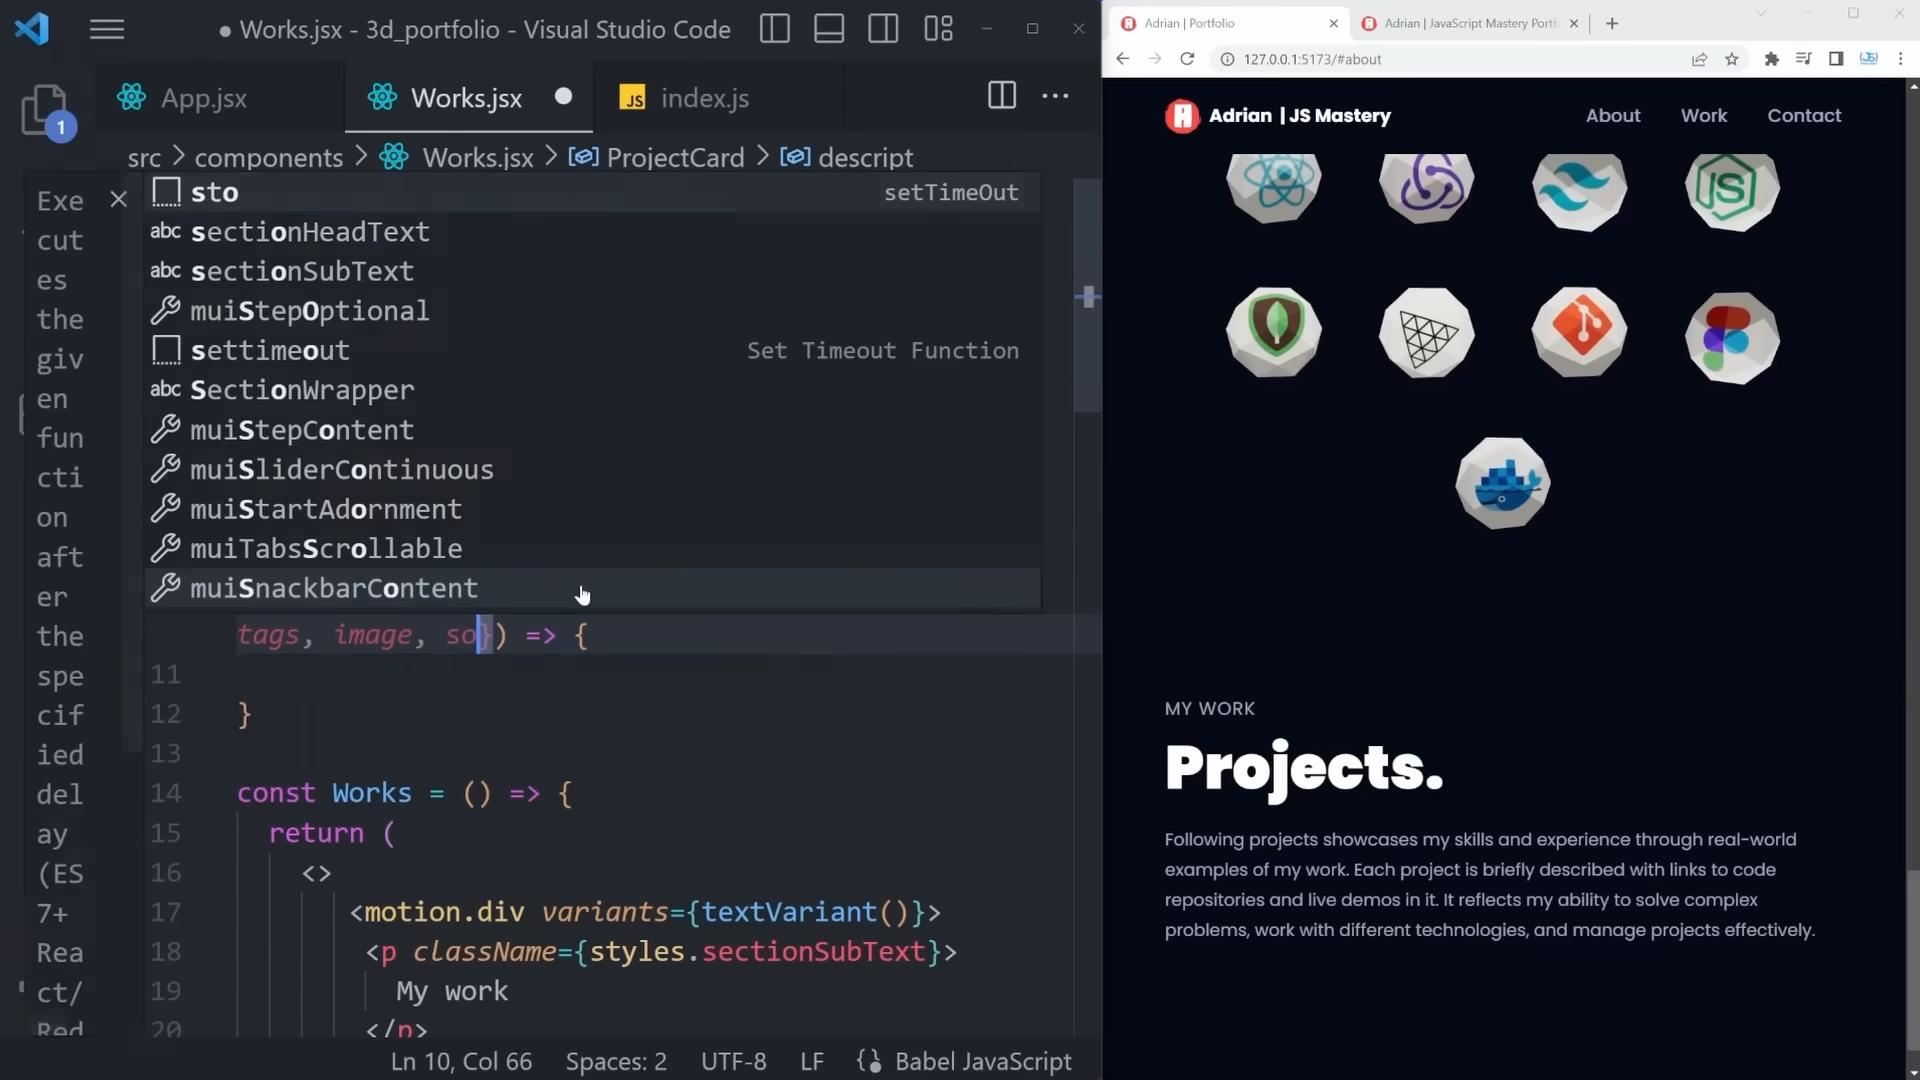 Works.jsx - 3d_portfolio - Visual Studio Code
App.jsx
Works.jsx
JS index.js
1
src > components > Works.jsx > ProjectCard > descript
Exe
cut
es
the
giv
en
fun
cti
on
aft
er
the
spe
cif
ied
del
ay
(ES
7+
Rea
ct/
Red
sto setTimeOut
abc sectionHeadText
abc sectionSubText
muiStepOptional
settimeout Set Timeout Function
abc SectionWrapper
muiStepContent
muiSliderContinuous
muiStartAdornment
muiTabsScrollable
muiSnackbarContent
tags, image, so}) => {
11
12 }
13
14 const Works = () => {
15 return (
16 <>
17 <motion.div variants={textVariant()}>
18 <p className={styles.sectionSubText}>
19 My work
20 </p>
Ln 10, Col 66 Spaces: 2 UTF-8 LF Babel JavaScript
Adrian | Portfolio
Adrian | JavaScript Mastery Portf
127.0.0.1:5173/#about
Adrian | JS Mastery
About Work Contact
JS
MY WORK
Projects.
Following projects showcases my skills and experience through real-world
examples of my work. Each project is briefly described with links to code
repositories and live demos in it. It reflects my ability to solve complex
problems, work with different technologies, and manage projects effectively.